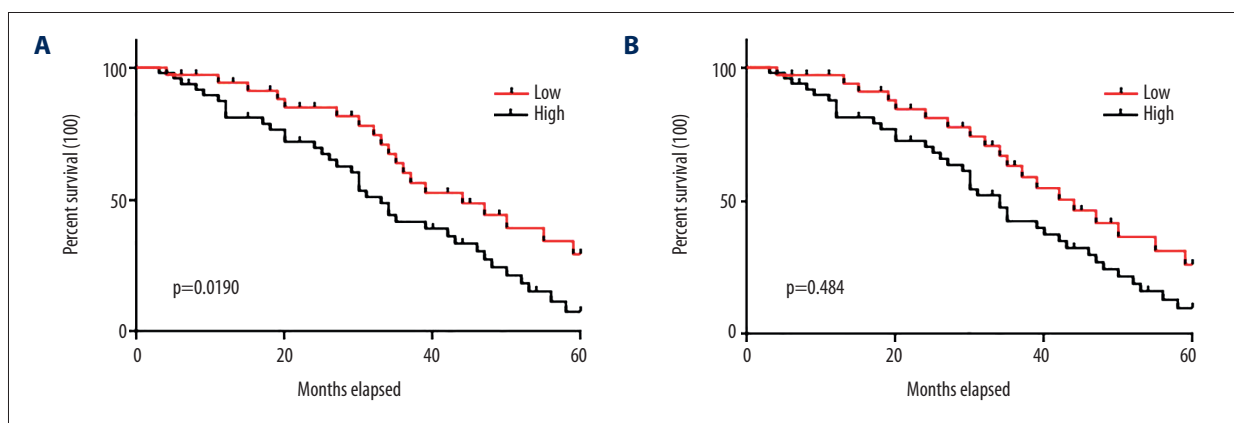 A
100
50
0
Percent survival (100)
Low
High
p=0.0190
0
20
40
60
Months elapsed
B
100
50
0
Percent survival (100)
Low
High
p=0.484
0
20
40
60
Months elapsed